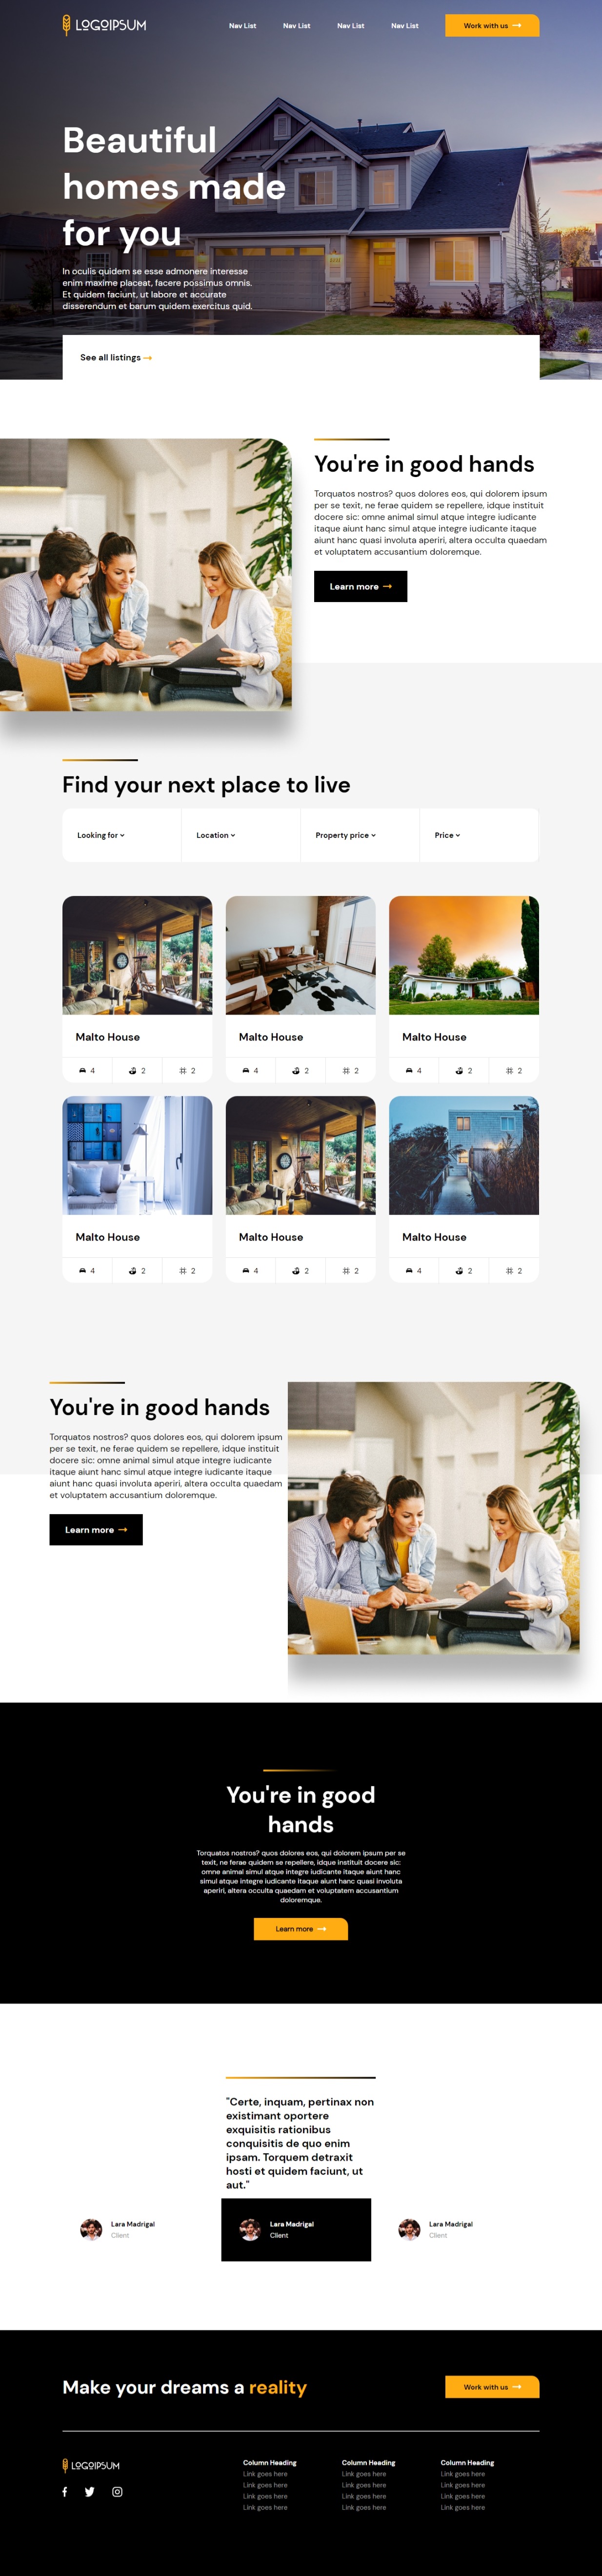 LOGOIPSUM
Nav List
Nav List
Nav List
Nav List
Work with us
Beautiful
homes made
for you
In oculis quidem se esse admonere interesse
enim maxime placeat, facere possimus omnis.
Et quidem faciunt, ut labore et accurate
disserendum et barum quidem exercitus quid.
See all listings
You're in good hands
Torquatos nostros? quos dolores eos, qui dolorem ipsum
per se texit, ne ferae quidem se repellere, idque instituit
docere sic: omne animal simul atque integre iudicante
itaque aiunt hanc simul atque integre iudicante itaque
aiunt hanc quasi involuta aperiri, altera occulta quaedam
et voluptatem accusantium doloremque.
Learn more
Find your next place to live
Looking for
Location
Property price
Price
Malto House
Malto House
Malto House
4
2
2
4
2
2
4
2
2
Malto House
Malto House
Malto House
4
2
2
4
2
2
4
2
2
You're in good hands
Torquatos nostros? quos dolores eos, qui dolorem ipsum
per se texit, ne ferae quidem se repellere, idque instituit
docere sic: omne animal simul atque integre iudicante
itaque aiunt hanc simul atque integre iudicante itaque
aiunt hanc quasi involuta aperiri, altera occulta quaedam
et voluptatem accusantium doloremque.
Learn more
You're in good
hands
Torquatos nostros? quos dolores eos, qui dolorem ipsum per se
texit, ne ferae quidem se repellere, idque instituit docere sic:
omne animal simul atque integre iudicante itaque aiunt hanc
simul atque integre iudicante itaque aiunt hanc quasi involuta
aperiri, altera occulta quaedam et voluptatem accusantium
doloremque.
Learn more
"Certe, inquam, pertinax non
existimant oportere
exquisitis rationibus
conquisitis de quo enim
ipsam. Torquem detraxit
hosti et quidem faciunt, ut
aut."
Lara Madrigal
Client
Lara Madrigal
Client
Lara Madrigal
Client
Make your dreams a reality
Work with us
LOGOIPSUM
Column Heading
Link goes here
Link goes here
Link goes here
Link goes here
Column Heading
Link goes here
Link goes here
Link goes here
Link goes here
Column Heading
Link goes here
Link goes here
Link goes here
Link goes here